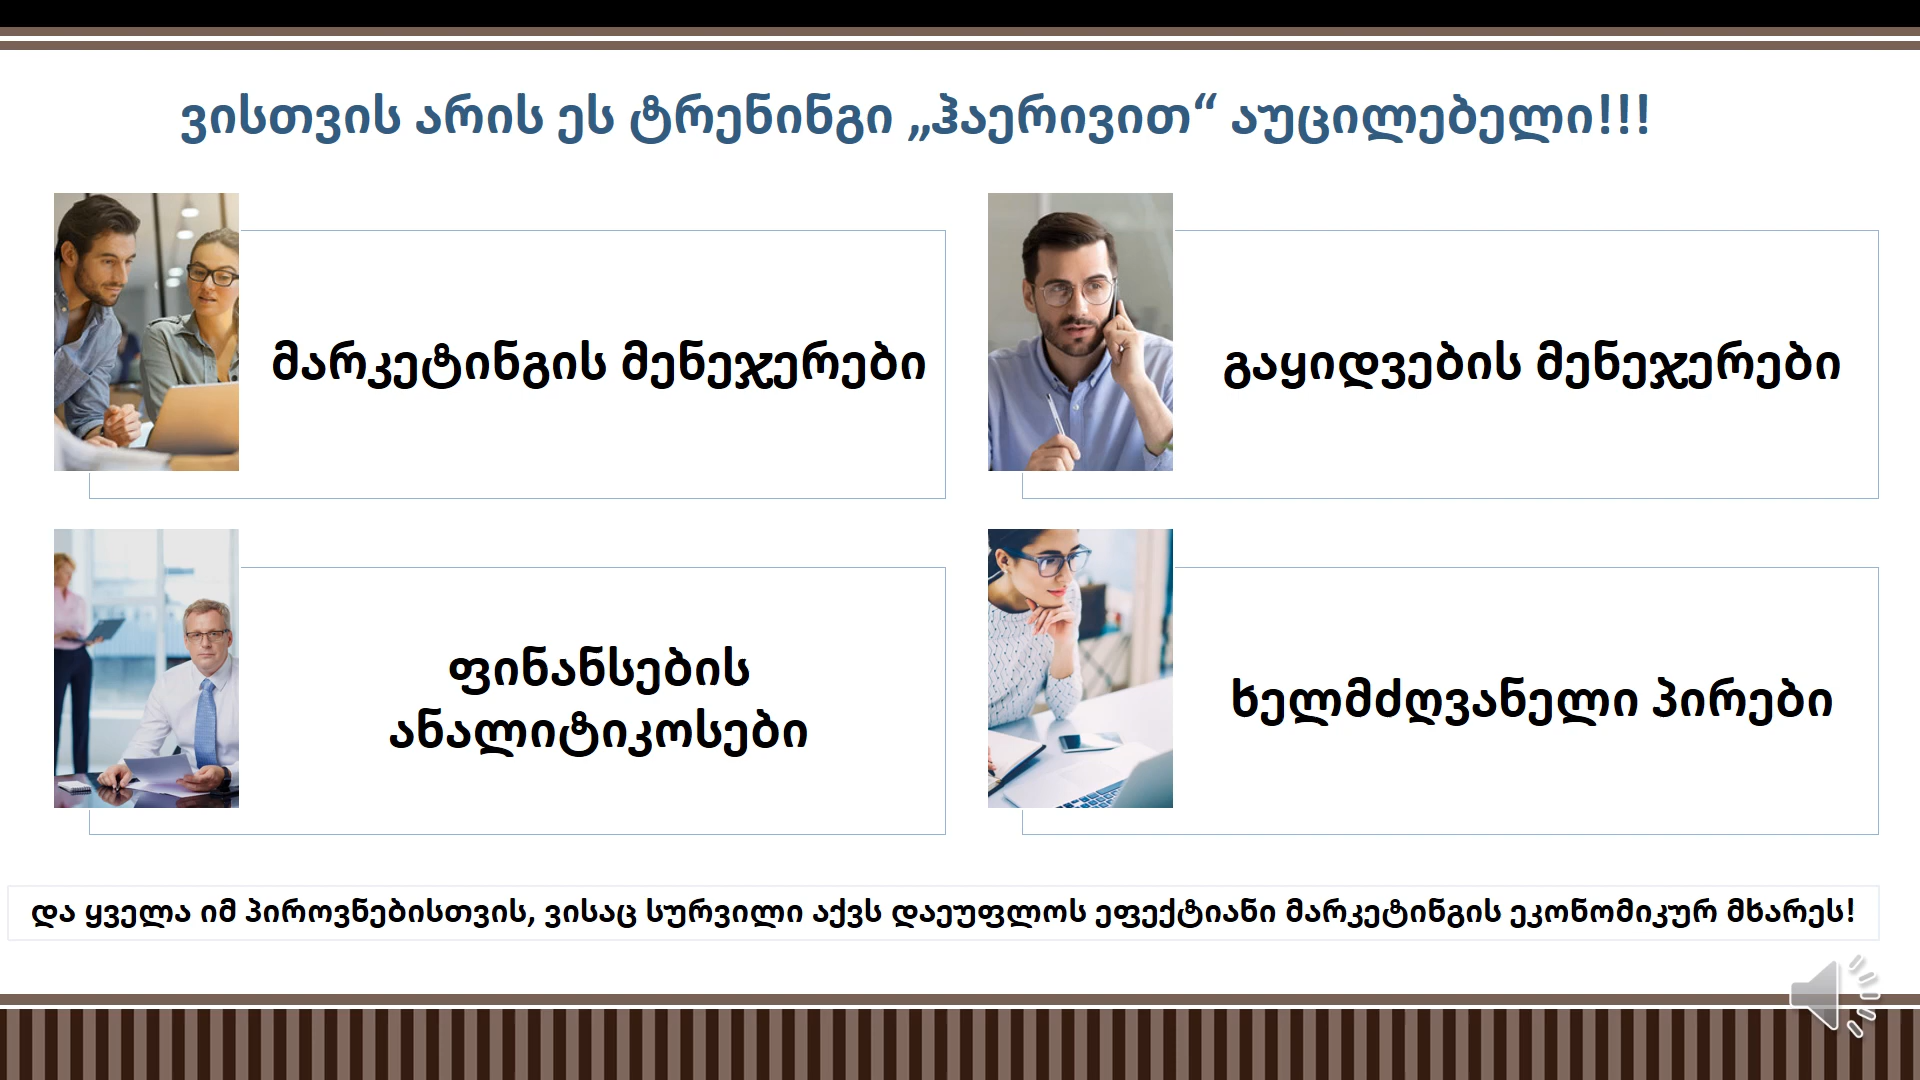 ვისთვის არის ეს ტრენინგი „ჰაერივით“ აუცილებელი!!!
მარკეტინგის მენეჯერები
გაყიდვების მენეჯერები
ფინანსების
ანალიტიკოსები
ხელმძღვანელი პირები
და ყველა იმ პიროვნებისთვის, ვისაც სურვილი აქვს დაეუფლოს ეფექტიანი მარკეტინგის ეკონომიკურ მხარეს!